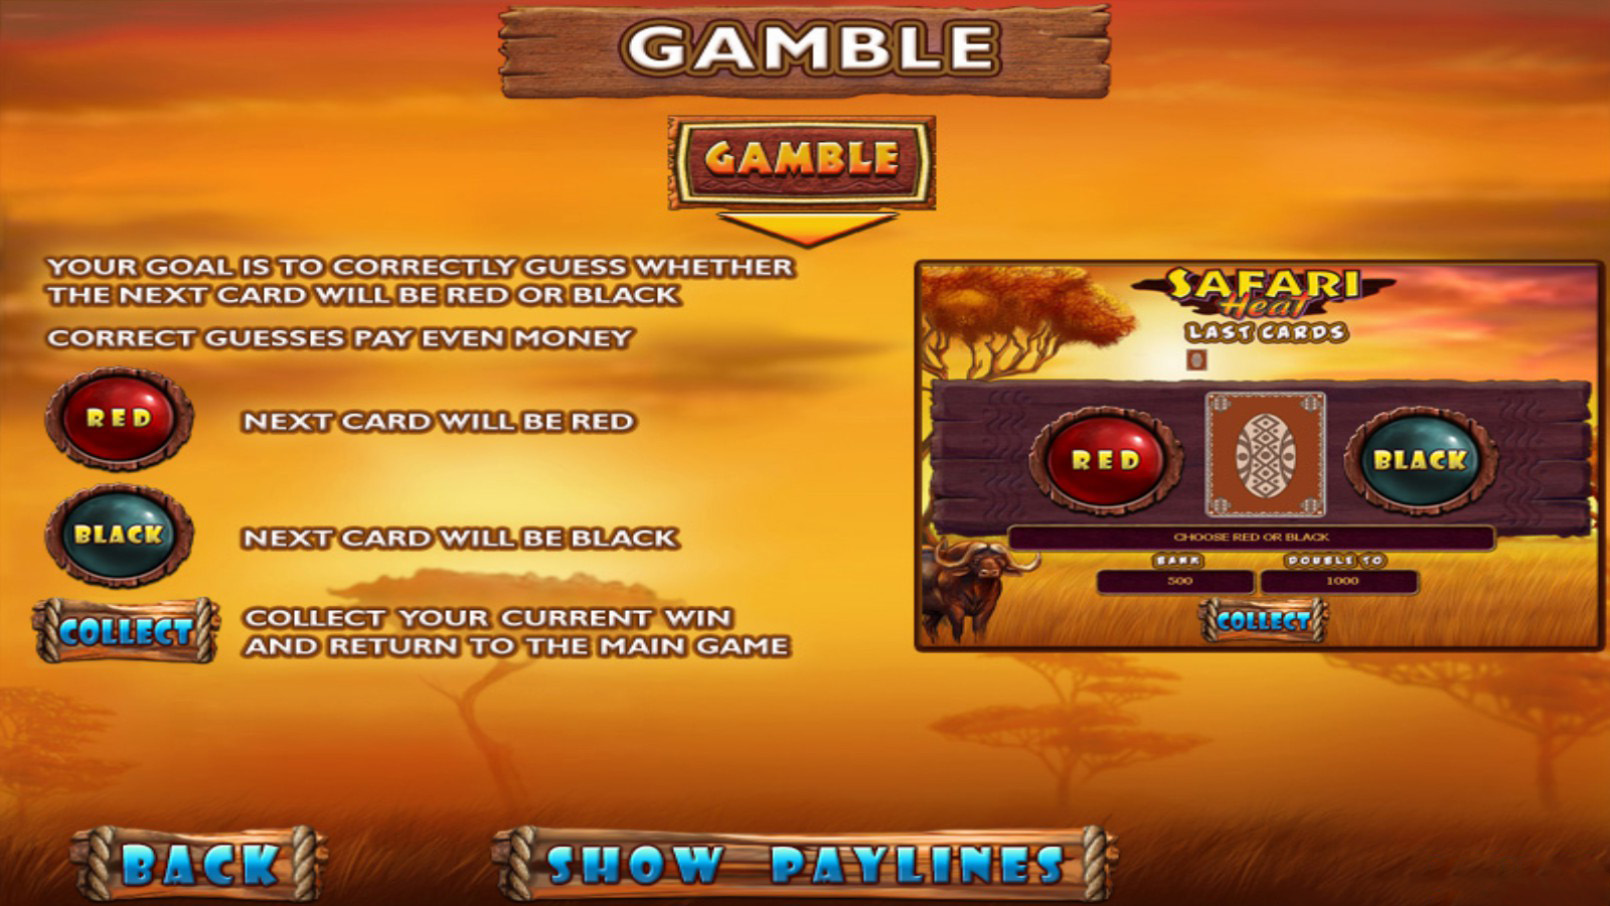 GAMBLE
GAMBLE
YOUR GOAL IS TO CORRECTLY GUESS WHETHER
THE NEXT CARD WILL BE RED OR BLACK
CORRECT GUESSES PAY EVEN MONEY
RED
NEXT CARD WILL BE RED
BLACK
NEXT CARD WILL BE BLACK
COLLECT
COLLECT YOUR CURRENT WIN
AND RETURN TO THE MAIN GAME
SAFARI
Heat
LAST CARDS
RED
BLACK
CHOOSE RED OR BLACK
BANK
DOUBLE TO
500
1000
COLLECT
BACK
SHOW PAYLINES